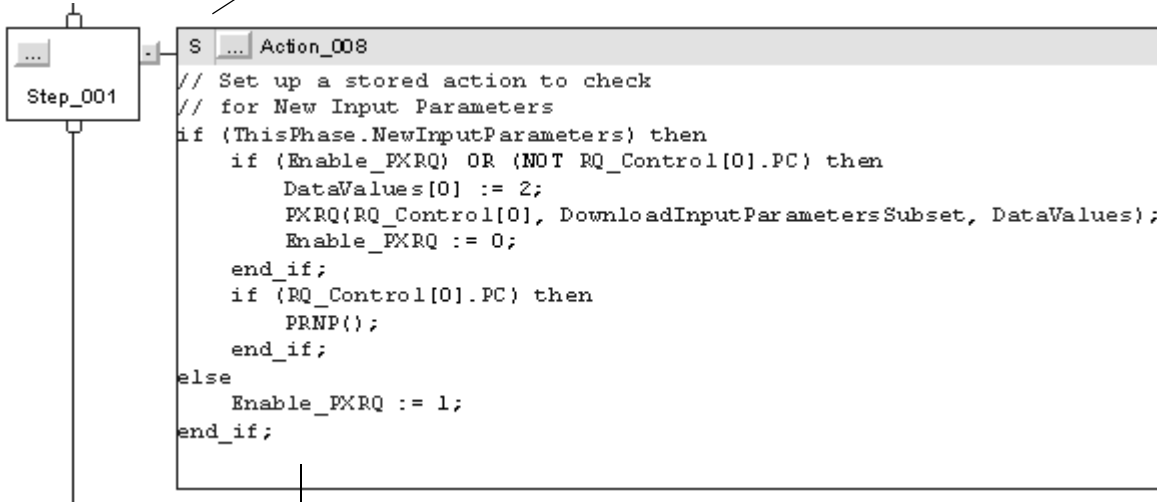 S ... Action_008
...
-
Step_001
// Set up a stored action to check
// for New Input Parameters
if (ThisPhase.NewInputParameters) then
if (Enable_PXRQ) OR (NOT RQ_Control[0].PC) then
DataValues[0] := 2;
PXRQ(RQ_Control[0], DownloadInputParametersSubset, DataValues);
Enable_PXRQ := 0;
end_if;
if (RQ_Control[0].PC) then
PRNP();
end_if;
else
Enable_PXRQ := 1;
end_if;